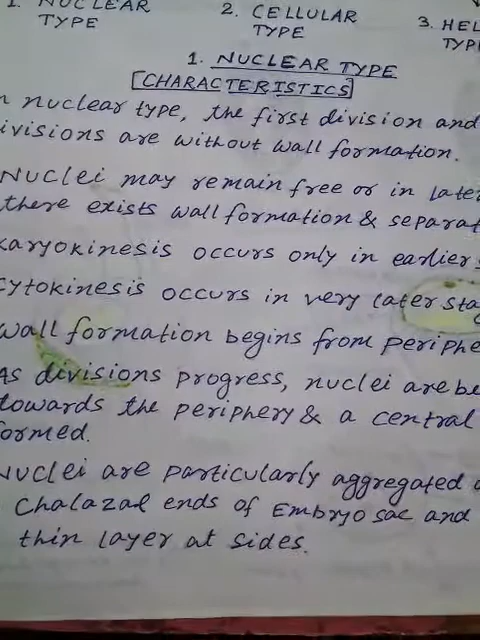 1. NUCLEAR TYPE
2. CELLULAR TYPE
3. HEL
TYP
1. NUCLEAR TYPE
[CHARACTERISTICS]
n nuclear type, the first division and
ivisions are without wall formation.
Nuclei may remain free or in late
there exists wall formation & separat
karyokinesis occurs only in earlier s
cytokinesis occurs in very later sta
wall formation begins from periphe
As divisions progress, nuclei are be
towards the periphery & a central
formed.
Nuclei are particularly aggregated
Chalazal ends of Embryo sac and
thin layer at sides.